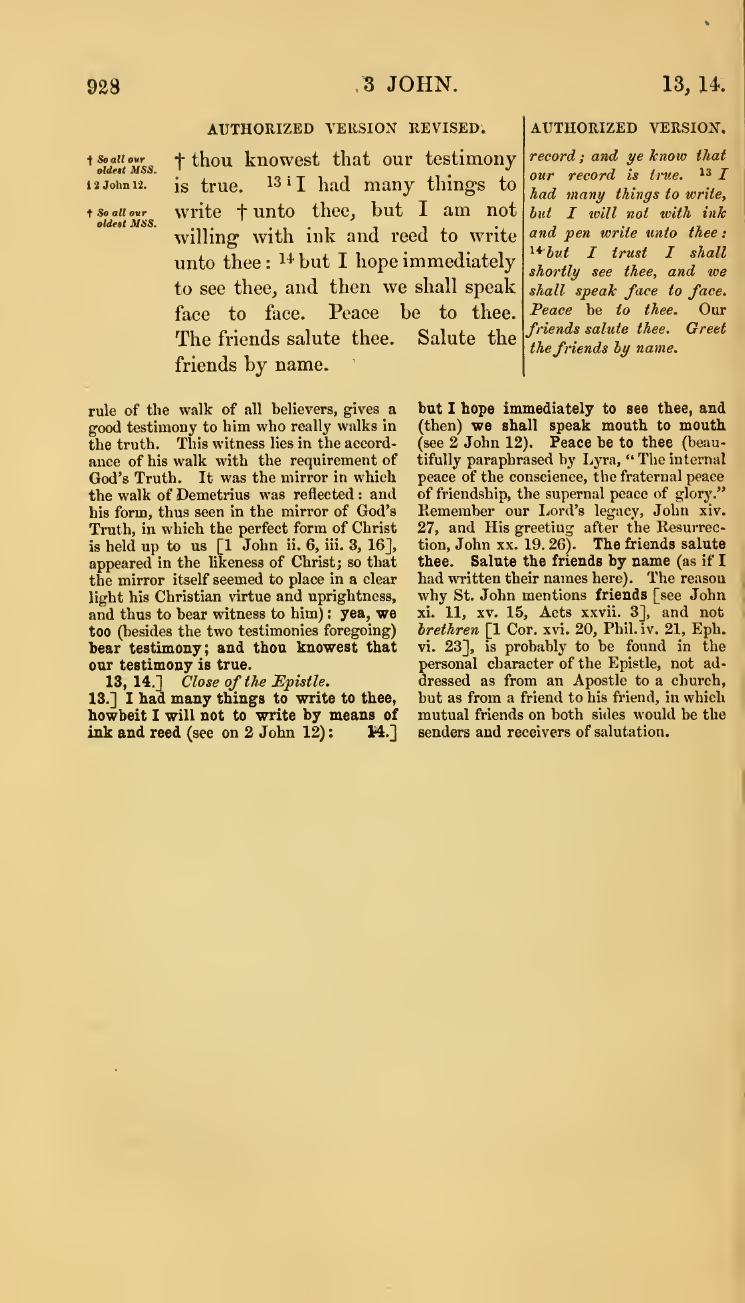 928
3 JOHN.
13, 14.
AUTHORIZED VERSION REVISED.
† So all our
oldest MSS.
i 2 John 12.
† So all our
oldest MSS.
† thou knowest that our testimony
is true. 13 i I had many things to
write † unto thee, but I am not
willing with ink and reed to write
unto thee: 14 but I hope immediately
to see thee, and then we shall speak
face to face. Peace be to thee.
The friends salute thee. Salute the
friends by name.
AUTHORIZED VERSION.
record; and ye know that
our record is true. 13 I
had many things to write,
but I will not with ink
and pen write unto thee:
14 but I trust I shall
shortly see thee, and we
shall speak face to face.
Peace be to thee. Our
friends salute thee. Greet
the friends by name.
rule of the walk of all believers, gives a
good testimony to him who really walks in
the truth. This witness lies in the accord-
ance of his walk with the requirement of
God's Truth. It was the mirror in which
the walk of Demetrius was reflected: and
his form, thus seen in the mirror of God's
Truth, in which the perfect form of Christ
is held up to us [1 John ii. 6, iii. 3, 16],
appeared in the likeness of Christ; so that
the mirror itself seemed to place in a clear
light his Christian virtue and uprightness,
and thus to bear witness to him): yea, we
too (besides the two testimonies foregoing)
bear testimony; and thou knowest that
our testimony is true.
13, 14.] Close of the Epistle.
13.] I had many things to write to thee,
howbeit I will not to write by means of
ink and reed (see on 2 John 12): 14.]
but I hope immediately to see thee, and
(then) we shall speak mouth to mouth
(see 2 John 12). Peace be to thee (beau-
tifully paraphrased by Lyra, "The internal
peace of the conscience, the fraternal peace
of friendship, the supernal peace of glory."
Remember our Lord's legacy, John xiv.
27, and His greeting after the Resurrec-
tion, John xx. 19. 26). The friends salute
thee. Salute the friends by name (as if I
had written their names here). The reason
why St. John mentions friends [see John
xi. 11, xv. 15, Acts xxvii. 3], and not
brethren [1 Cor. xvi. 20, Phil. iv. 21, Eph.
vi. 23], is probably to be found in the
personal character of the Epistle, not ad-
dressed as from an Apostle to a church,
but as from a friend to his friend, in which
mutual friends on both sides would be the
senders and receivers of salutation.